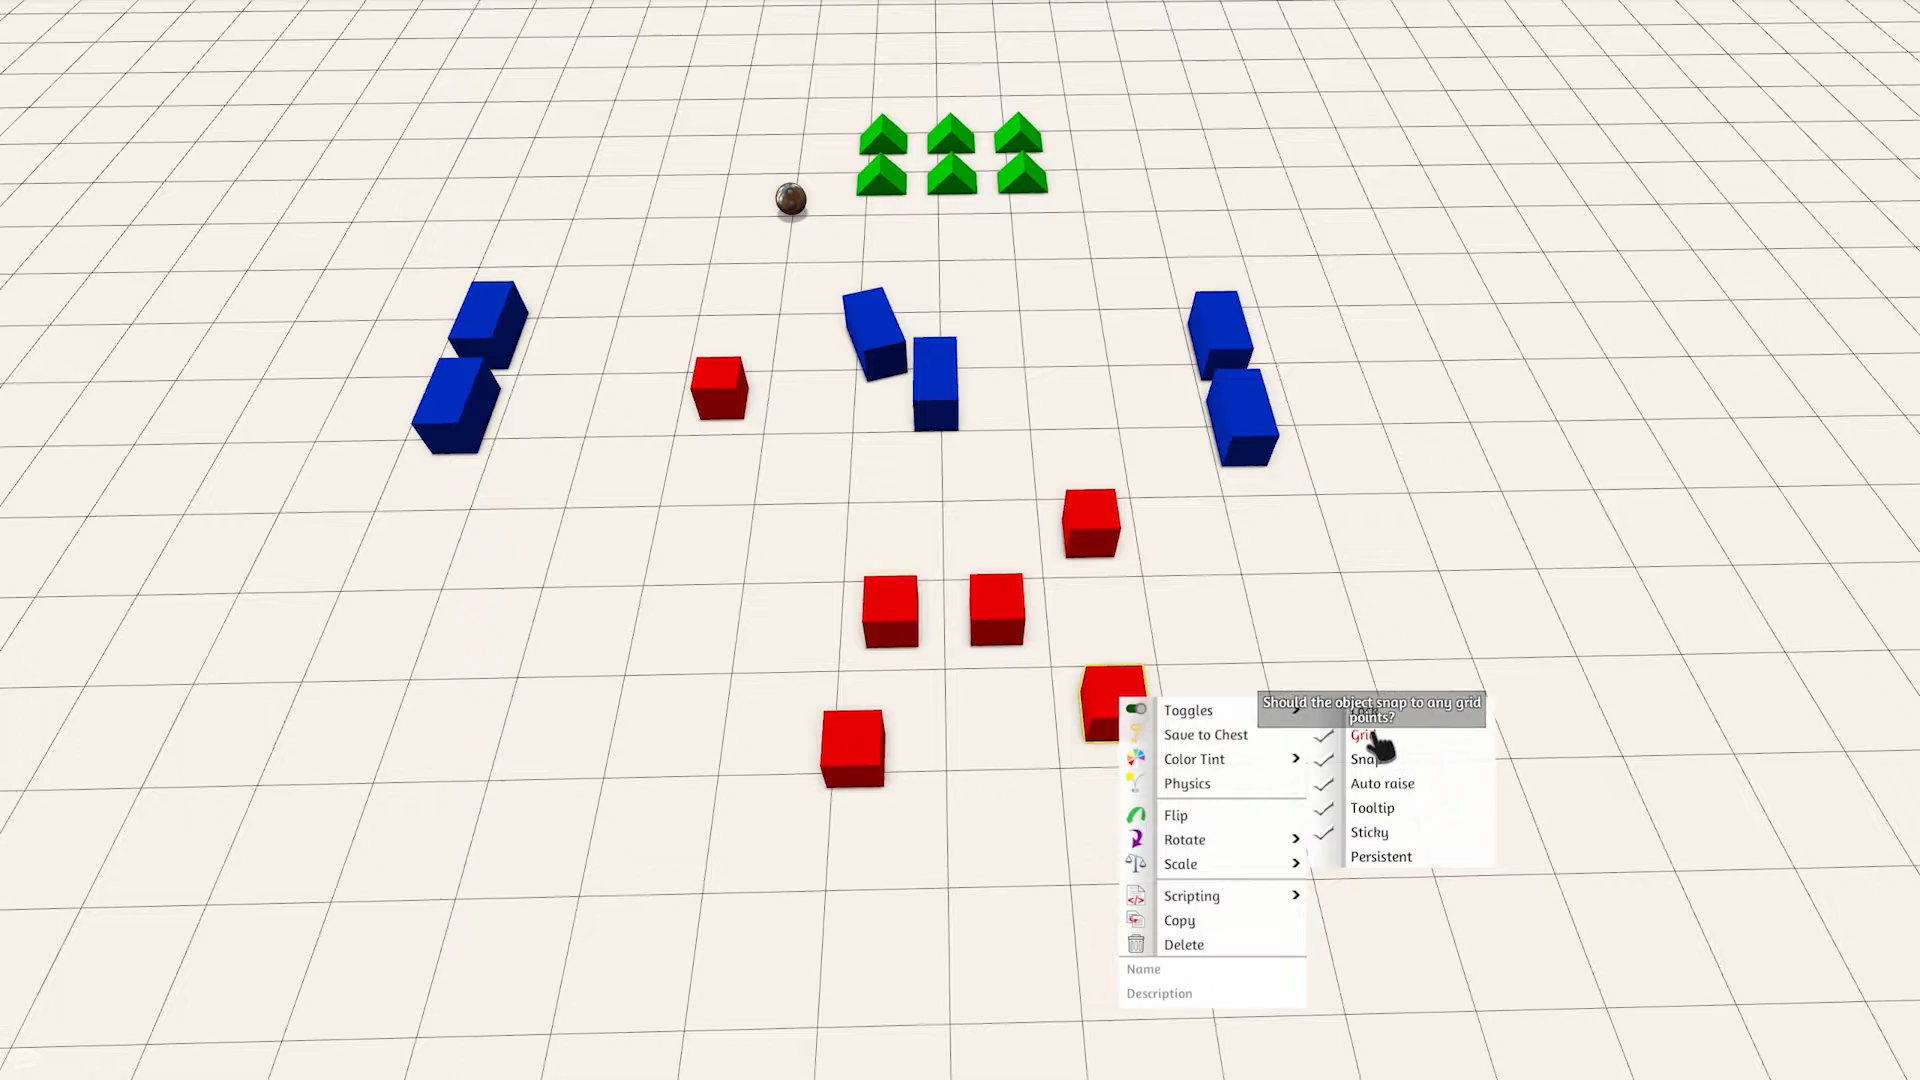 Should the object snap to any grid
points?
Toggles
Save to Chest
Color Tint
Physics
Flip
Rotate
Scale
Scripting
Copy
Delete
Name
Description
Auto raise
Tooltip
Sticky
Persistent